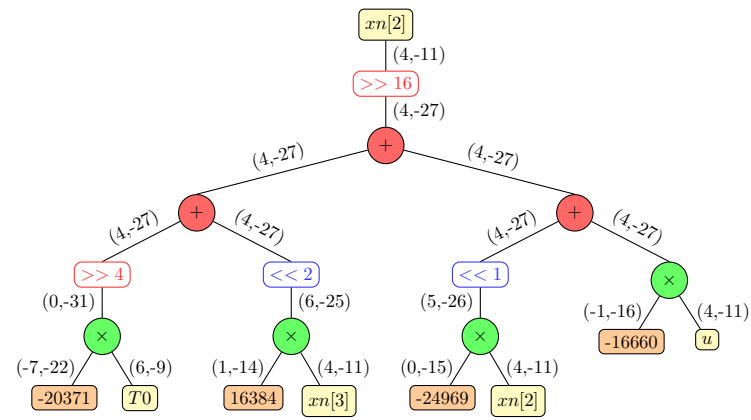 xn[2]
(4,-11)
>> 16
(4,-27)
+
(4,-27) (4,-27)
+ +
(4,-27) (4,-27) (4,-27) (4,-27)
>> 4 << 2 << 1 ×
(0,-31) (6,-25) (5,-26) (-1,-16) (4,-11)
× × × -16660 u
(-7,-22) (6,-9) (1,-14) (4,-11) (0,-15) (4,-11)
-20371 T0 16384 xn[3] -24969 xn[2]